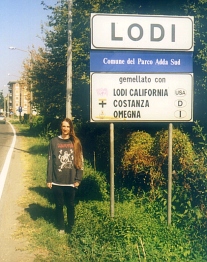 LODI
Comune del Parco Adda Sud
gemellato con
LODI CALIFORNIA USA
COSTANZA D
OMEGNA I